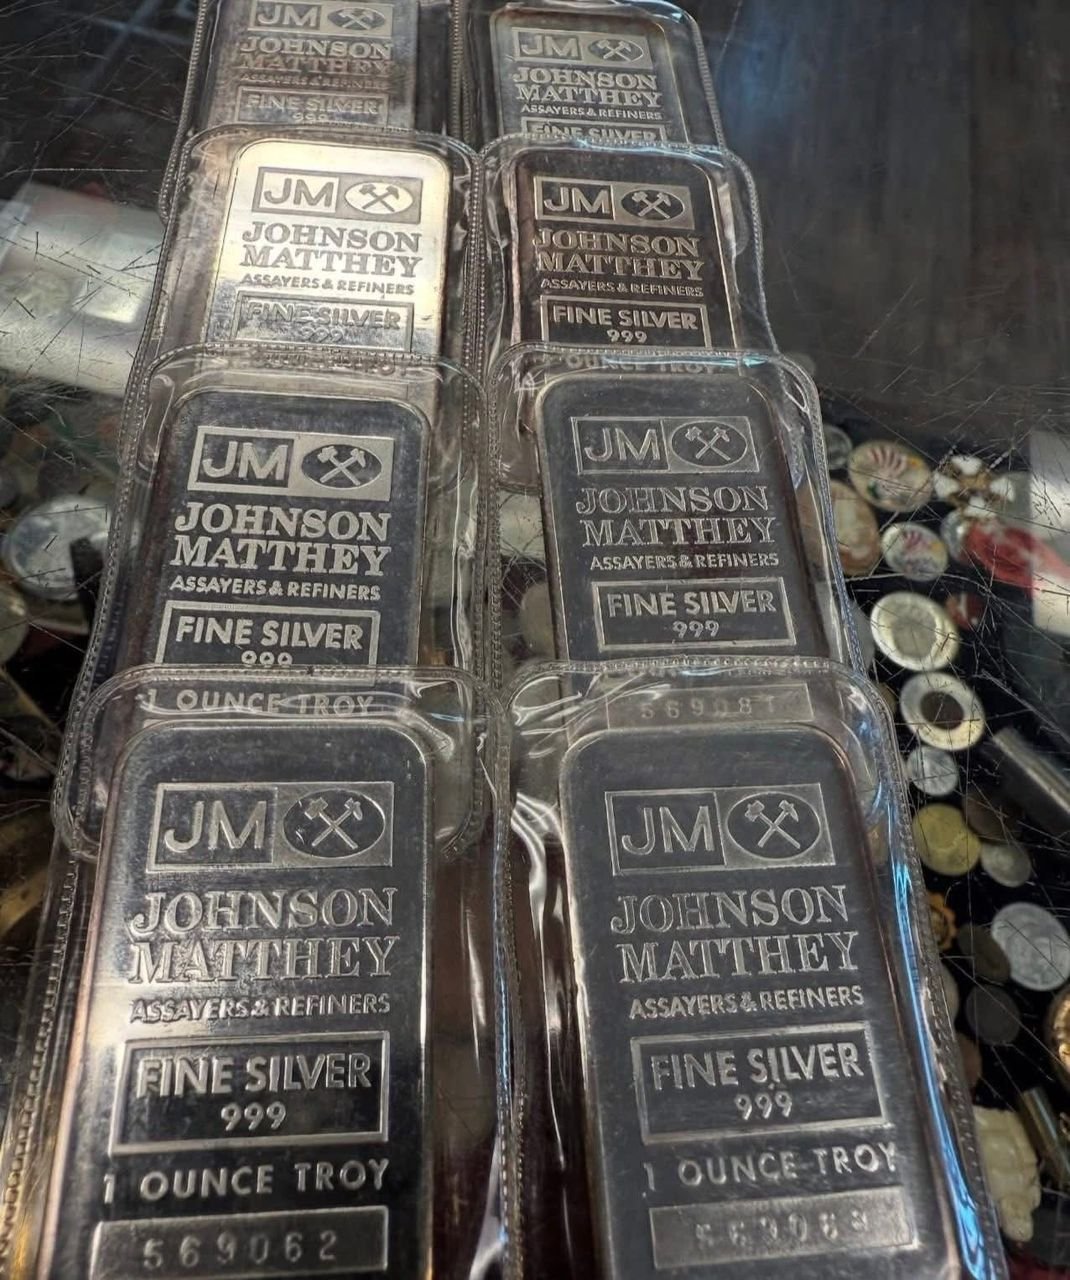 JM
JOHNSON
MATTHEY
ASSAYERS & REFINERS
FINE SILVER
999
JM
JOHNSON
MATTHEY
ASSAYERS & REFINERS
FINE SILVER
JM
JOHNSON
MATTHEY
ASSAYERS & REFINERS
FINE SILVER
999
JM
JOHNSON
MATTHEY
ASSAYERS & REFINERS
FINE SILVER
999
OUNCE TROY
JM
JOHNSON
MATTHEY
ASSAYERS & REFINERS
FINE SILVER
999
1 OUNCE TROY
JM
JOHNSON
MATTHEY
ASSAYERS & REFINERS
FINE SILVER
999
JM
JOHNSON
MATTHEY
ASSAYERS & REFINERS
FINE SILVER
999
1 OUNCE TROY
569062
JM
JOHNSON
MATTHEY
ASSAYERS & REFINERS
FINE SILVER
999
1 OUNCE TROY